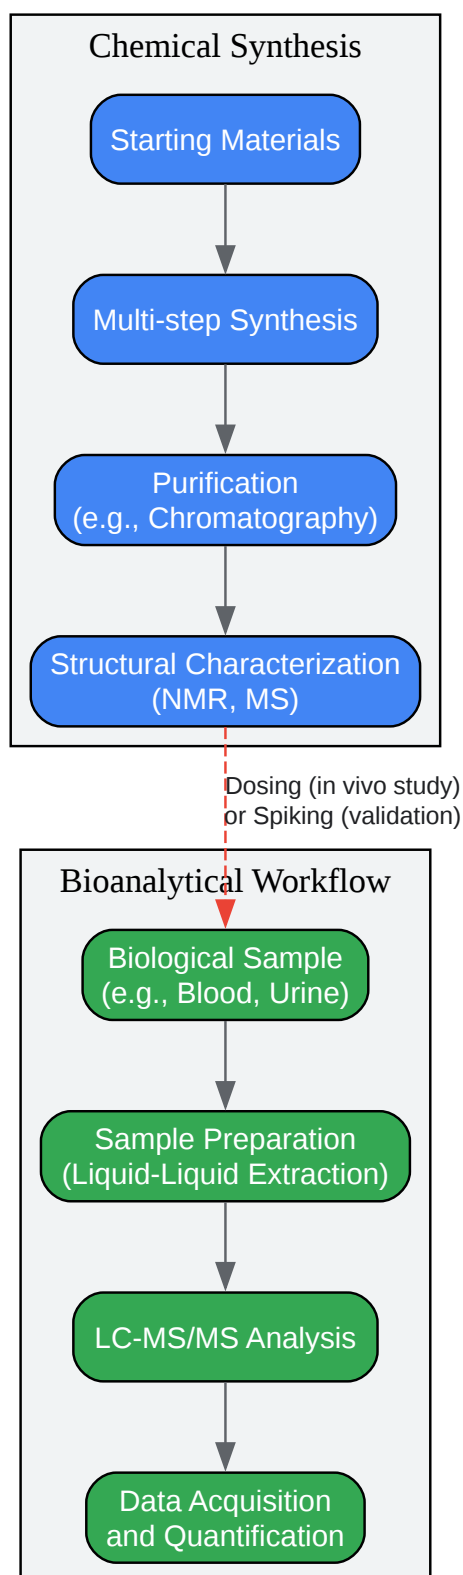 Chemical Synthesis
Starting Materials
Multi-step Synthesis
Purification
(e.g., Chromatography)
Structural Characterization
(NMR, MS)
Dosing (in vivo study)
or Spiking (validation)
Bioanalytical Workflow
Biological Sample
(e.g., Blood, Urine)
Sample Preparation
(Liquid-Liquid Extraction)
LC-MS/MS Analysis
Data Acquisition
and Quantification